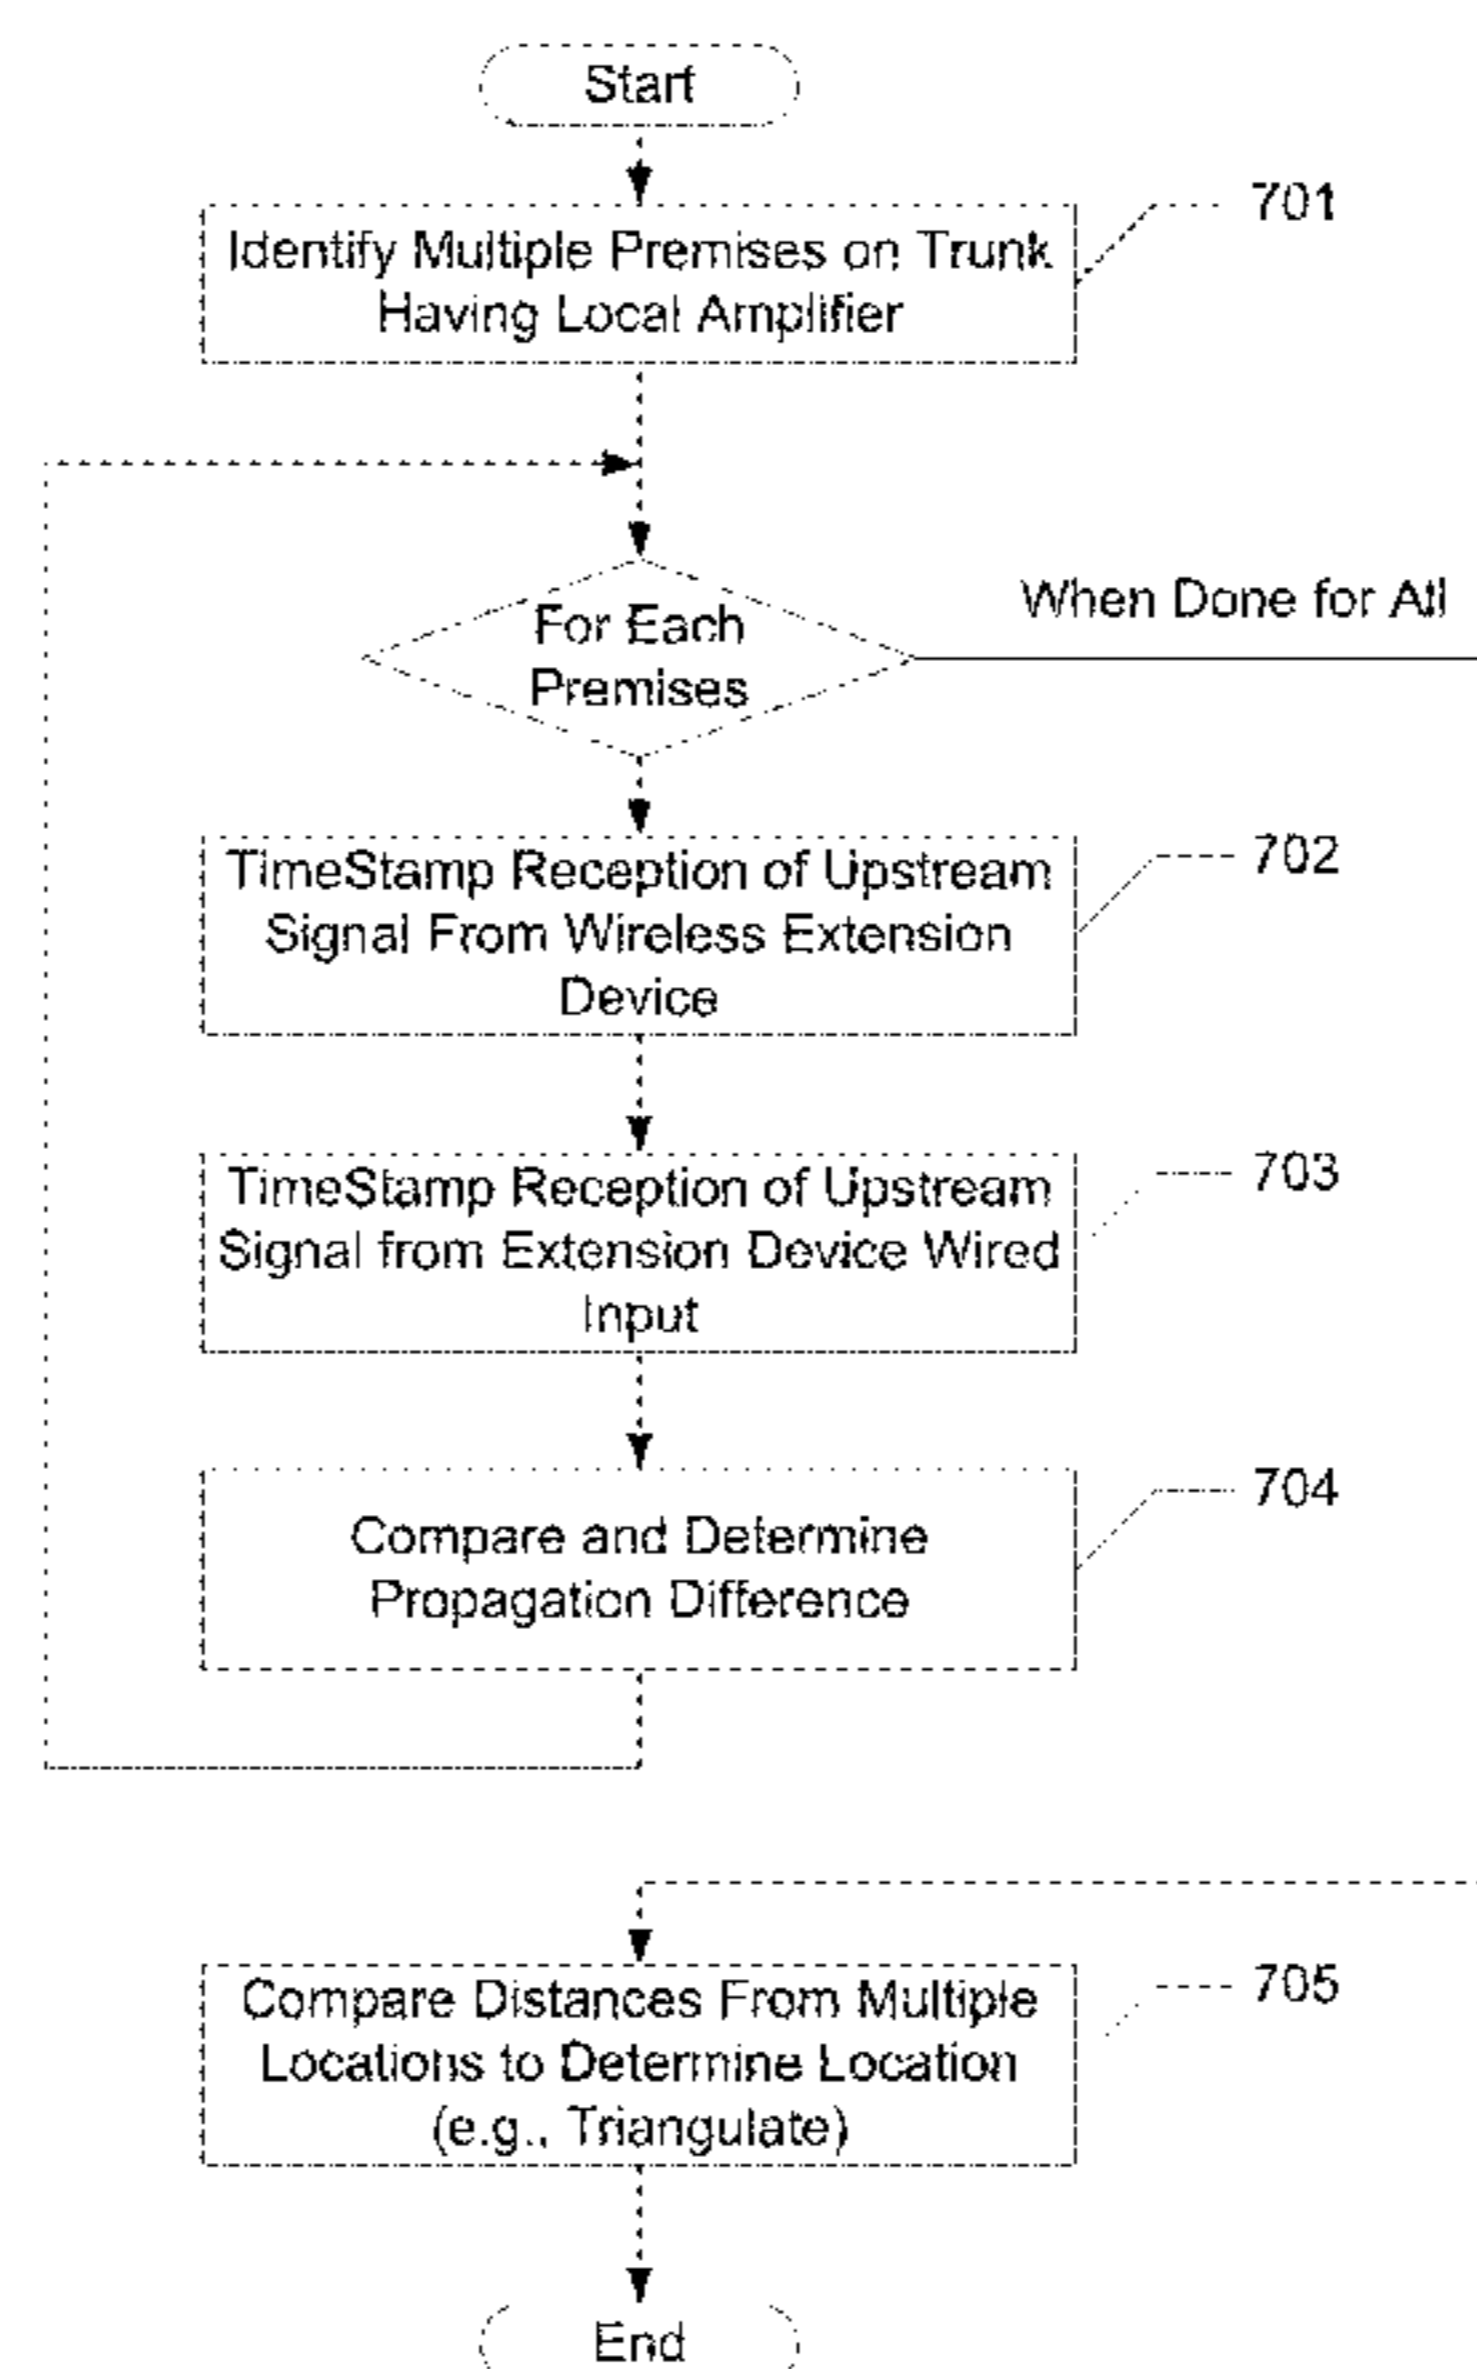 Start
701
Identify Multiple Premises on Trunk
Having Local Amplifier
When Done for All
For Each
Premises
702
TimeStamp Reception of Upstream
Signal From Wireless Extension
Device
703
TimeStamp Reception of Upstream
Signal from Extension Device Wired
Input
704
Compare and Determine
Propagation Difference
705
Compare Distances From Multiple
Locations to Determine Location
(e.g., Triangulate)
End